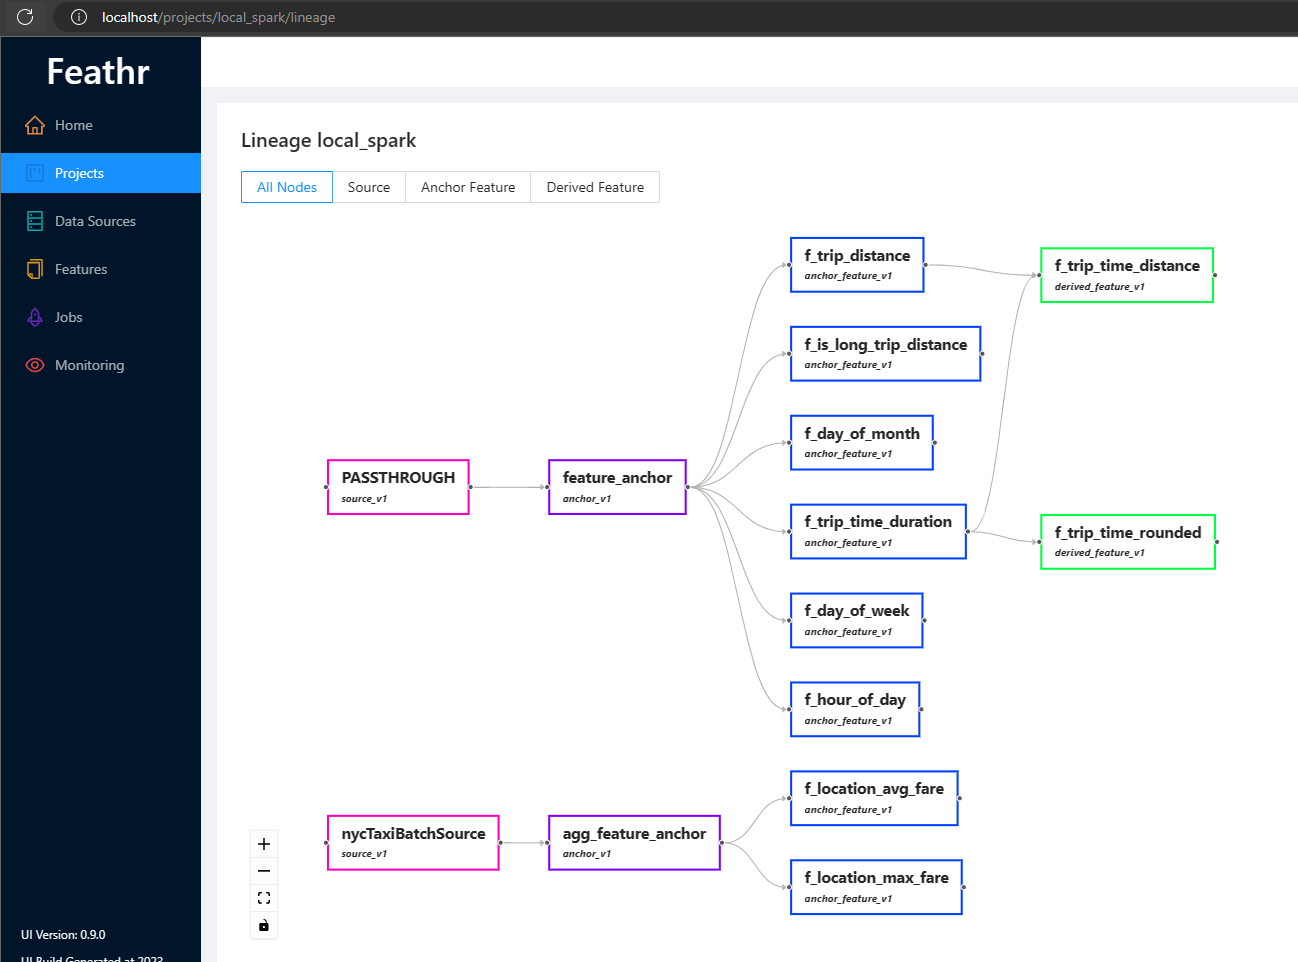 localhost/projects/local_spark/lineage
Feathr
Home
Projects
Data Sources
Features
Jobs
Monitoring
UI Version: 0.9.0
UI Build Generated at 2023
Lineage local_spark
All Nodes
Source
Anchor Feature
Derived Feature
f_trip_distance
anchor_feature_v1
f_trip_time_distance
derived_feature_v1
f_is_long_trip_distance
anchor_feature_v1
f_day_of_month
anchor_feature_v1
PASSTHROUGH
source_v1
feature_anchor
anchor_v1
f_trip_time_duration
anchor_feature_v1
f_trip_time_rounded
derived_feature_v1
f_day_of_week
anchor_feature_v1
f_hour_of_day
anchor_feature_v1
f_location_avg_fare
anchor_feature_v1
nycTaxiBatchSource
source_v1
agg_feature_anchor
anchor_v1
f_location_max_fare
anchor_feature_v1